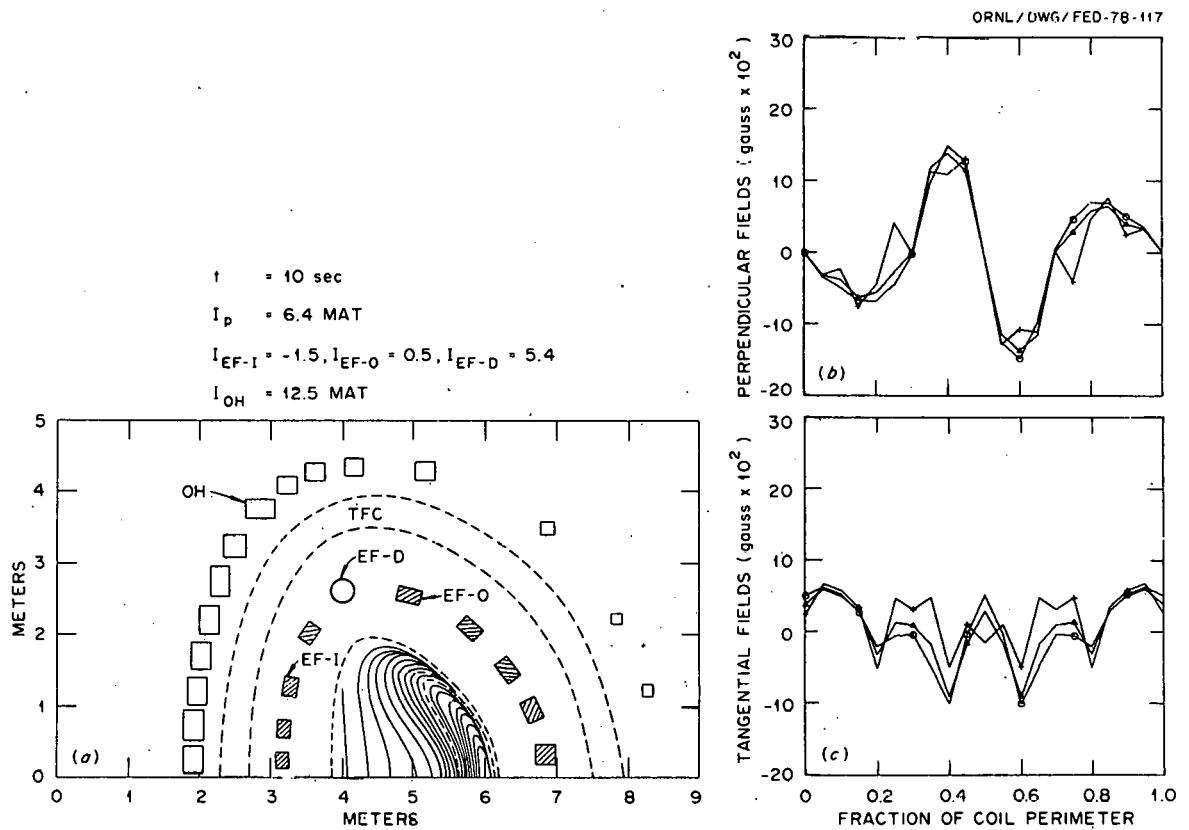 ORNL/DWG/FED-78-117
t = 10 sec
I_p = 6.4 MAT
I_EF-I = -1.5, I_EF-O = 0.5, I_EF-D = 5.4
I_OH = 12.5 MAT
5
4
3
2
1
0
METERS
OH
TFC
EF-D
EF-O
EF-I
(a)
0 1 2 3 4 5 6 7 8 9
METERS
PERPENDICULAR FIELDS (gauss x 10²)
30
20
10
0
-10
-20
(b)
TANGENTIAL FIELDS (gauss x 10²)
30
20
10
0
-10
-20
(c)
0 0.2 0.4 0.6 0.8 1.0
FRACTION OF COIL PERIMETER